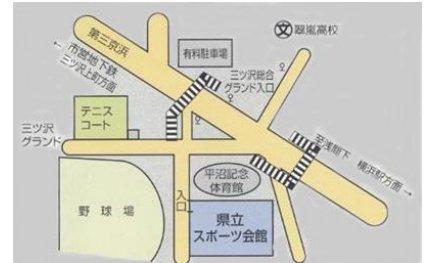 第三京浜
←市営地下鉄
三ツ沢上町方面
有料駐車場
文 翠嵐高校
三ツ沢総合
グランド入口
テニス
コート
三ツ沢
グランド
至浅間下 横浜駅方面→
平沼記念
体育館
入口
野球場
県立
スポーツ会館